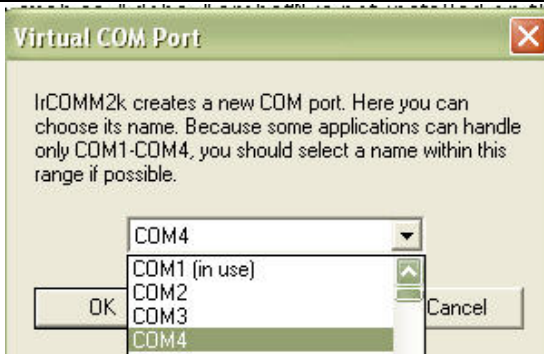 Virtual COM Port
IrCOMM2k creates a new COM port. Here you can
choose its name. Because some applications can handle
only COM1-COM4, you should select a name within this
range if possible.
COM4
COM1 (in use)
COM2
COM3
COM4
OK
Cancel